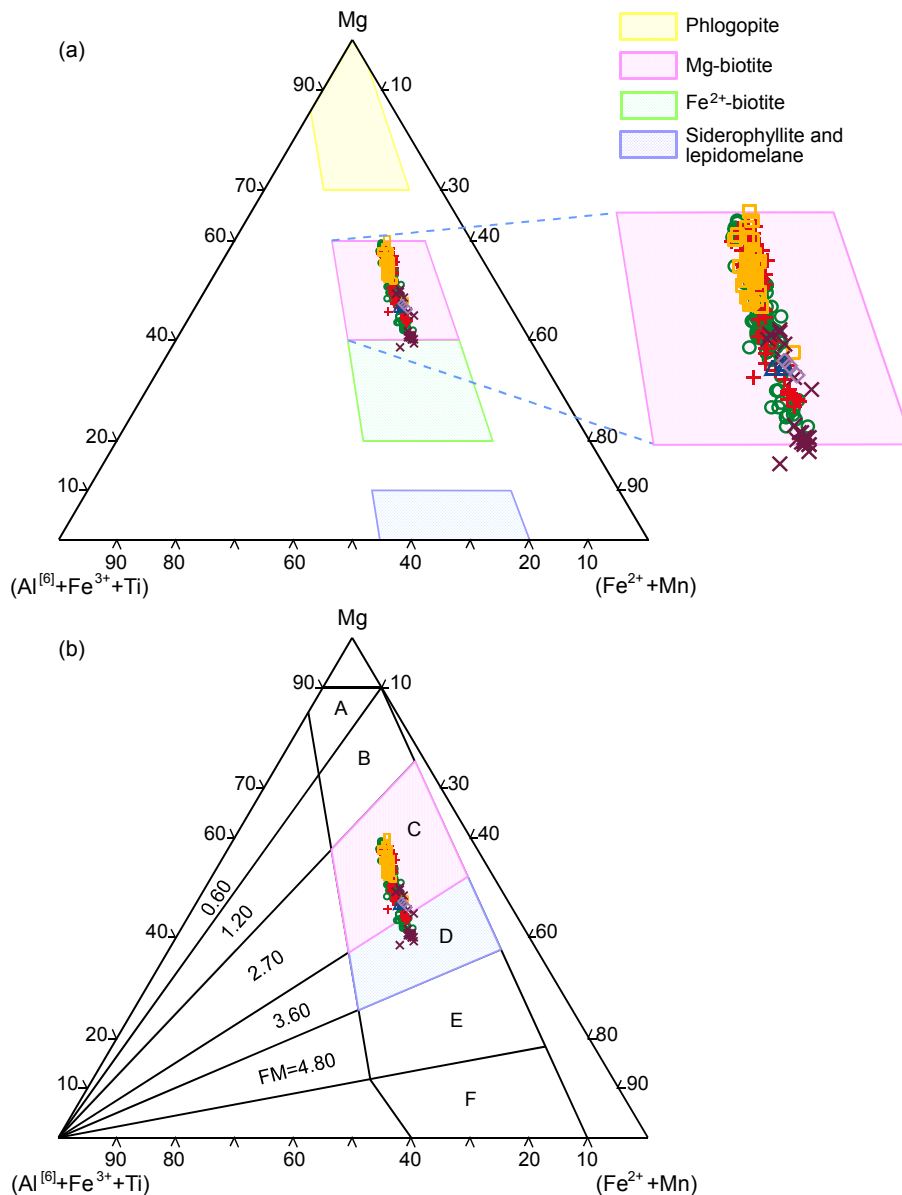 Mg
(a)
Phlogopite
Mg-biotite
Fe²⁺-biotite
Siderophyllite and
lepidomelane
90
10
70
30
60
40
40
60
20
80
10
90
90
80
60
40
20
10
(Al^[6]+Fe³⁺+Ti)
(Fe²⁺+Mn)
Mg
(b)
90
10
A
B
70
30
60
40
C
0.60
1.20
40
60
D
2.70
3.60
E
20
80
FM=4.80
10
90
F
90
80
60
40
20
10
(Al^[6]+Fe³⁺+Ti)
(Fe²⁺+Mn)